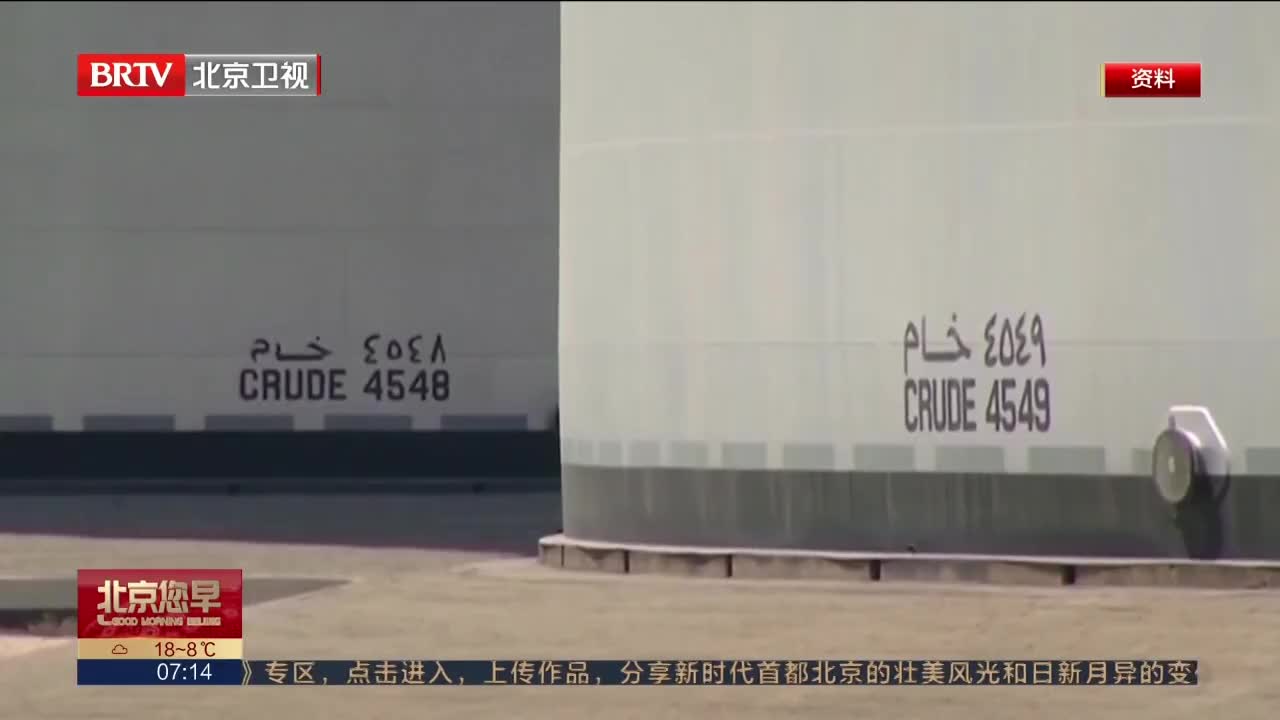 BRTV 北京卫视
资料
خام ٤٥٤٨
CRUDE 4548
خام ٤٥٤٩
CRUDE 4549
北京您早
GOOD MORNING BEIJING
18~8℃
07:14
》专区，点击进入，上传作品，分享新时代首都北京的壮美风光和日新月异的变